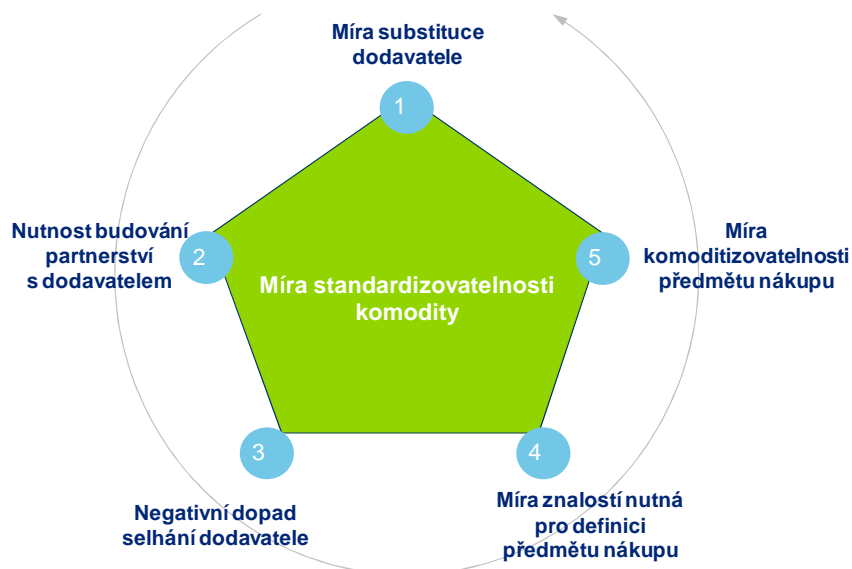 Míra substituce
dodavatele
1
Nutnost budování
partnerství
s dodavatelem
2
5
Míra
komoditizovatelnosti
předmětu nákupu
Míra standardizovatelnosti
komodity
3
4
Negativní dopad
selhání dodavatele
Míra znalostí nutná
pro definici
předmětu nákupu